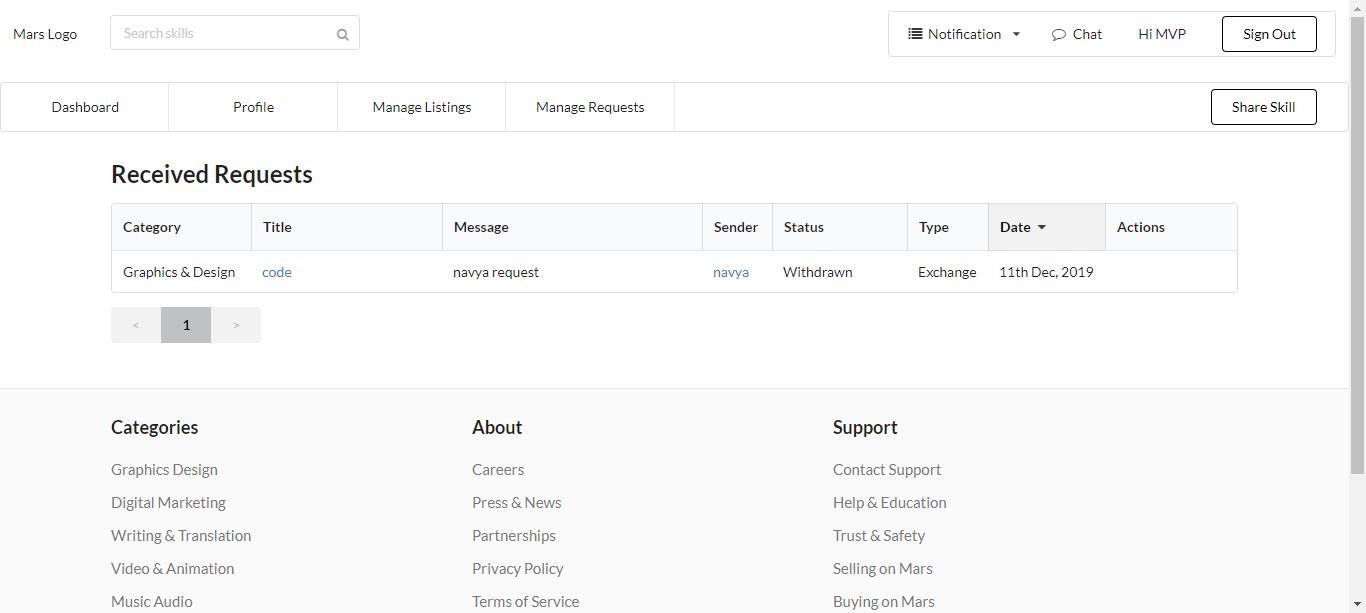 Mars Logo Search skills Notification Chat Hi MVP Sign Out
Dashboard Profile Manage Listings Manage Requests Share Skill
Received Requests
Category Title Message Sender Status Type Date Actions
Graphics & Design code navya request navya Withdrawn Exchange 11th Dec, 2019
< 1 >
Categories About Support
Graphics Design Careers Contact Support
Digital Marketing Press & News Help & Education
Writing & Translation Partnerships Trust & Safety
Video & Animation Privacy Policy Selling on Mars
Music Audio Terms of Service Buying on Mars